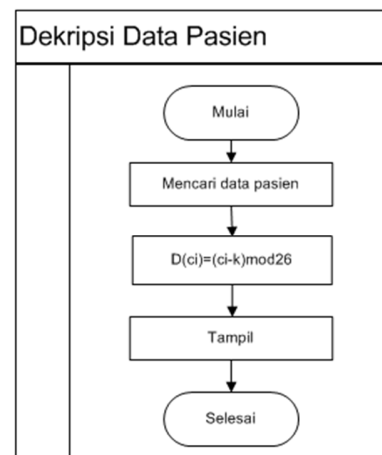 Dekripsi Data Pasien
Mulai
Mencari data pasien
D(ci)=(ci-k)mod26
Tampil
Selesai